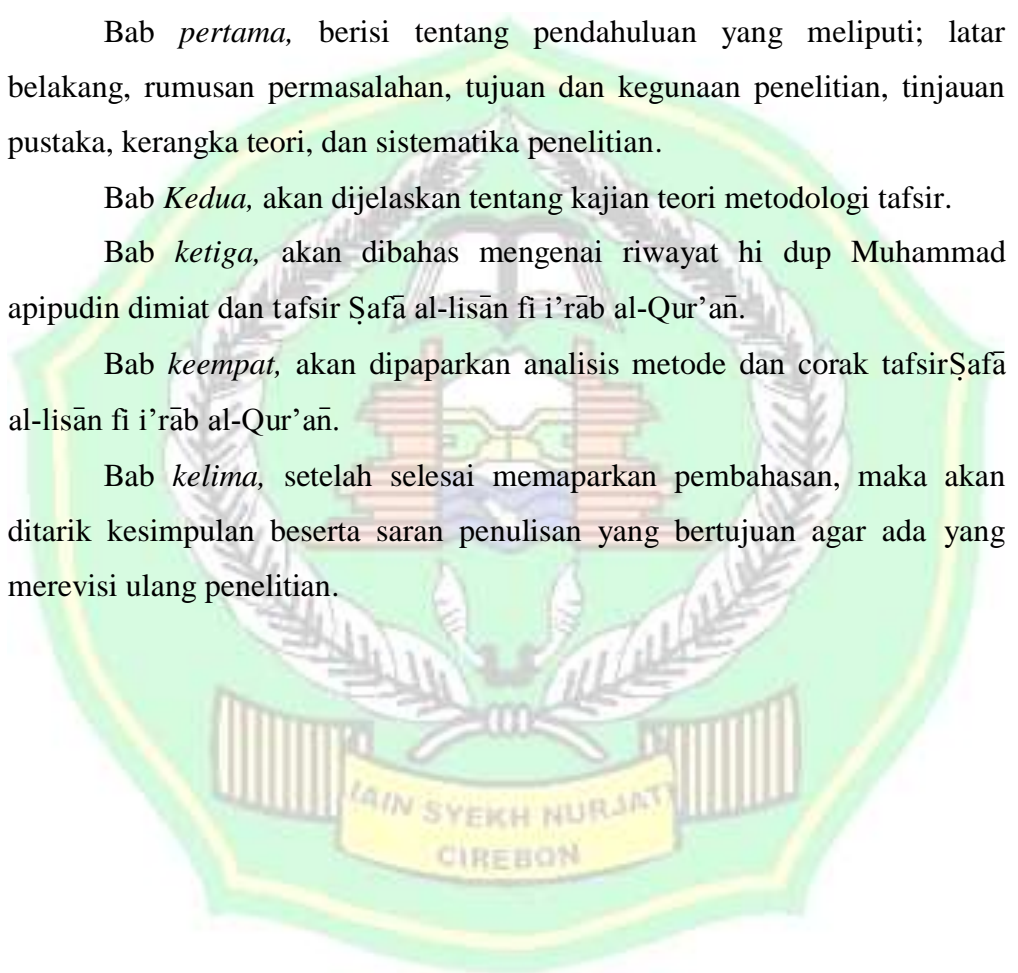 Bab pertama, berisi tentang pendahuluan yang meliputi; latar
belakang, rumusan permasalahan, tujuan dan kegunaan penelitian, tinjauan
pustaka, kerangka teori, dan sistematika penelitian.
Bab Kedua, akan dijelaskan tentang kajian teori metodologi tafsir.
Bab ketiga, akan dibahas mengenai riwayat hi dup Muhammad
apipudin dimiat dan tafsir Ṣafā al-lisān fi i’rāb al-Qur’an̄.
Bab keempat, akan dipaparkan analisis metode dan corak tafsirṢafā
al-lisān fi i’rāb al-Qur’an̄.
Bab kelima, setelah selesai memaparkan pembahasan, maka akan
ditarik kesimpulan beserta saran penulisan yang bertujuan agar ada yang
merevisi ulang penelitian.
IAIN SYEKH NURJATI
CIREBON